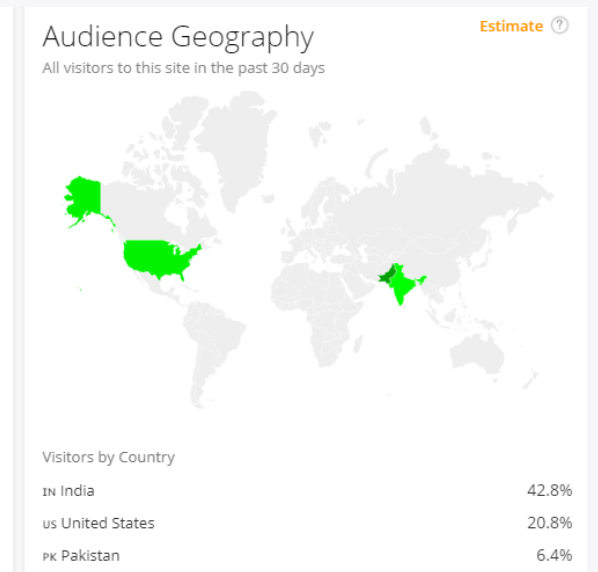 Audience Geography
Estimate ?
All visitors to this site in the past 30 days
Visitors by Country
IN India 42.8%
US United States 20.8%
PK Pakistan 6.4%